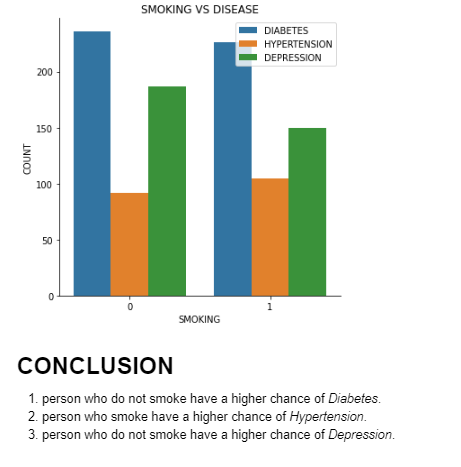 SMOKING VS DISEASE
DIABETES
HYPERTENSION
DEPRESSION
200
150
100
50
0
COUNT
0 1
SMOKING
CONCLUSION
1. person who do not smoke have a higher chance of Diabetes.
2. person who smoke have a higher chance of Hypertension.
3. person who do not smoke have a higher chance of Depression.